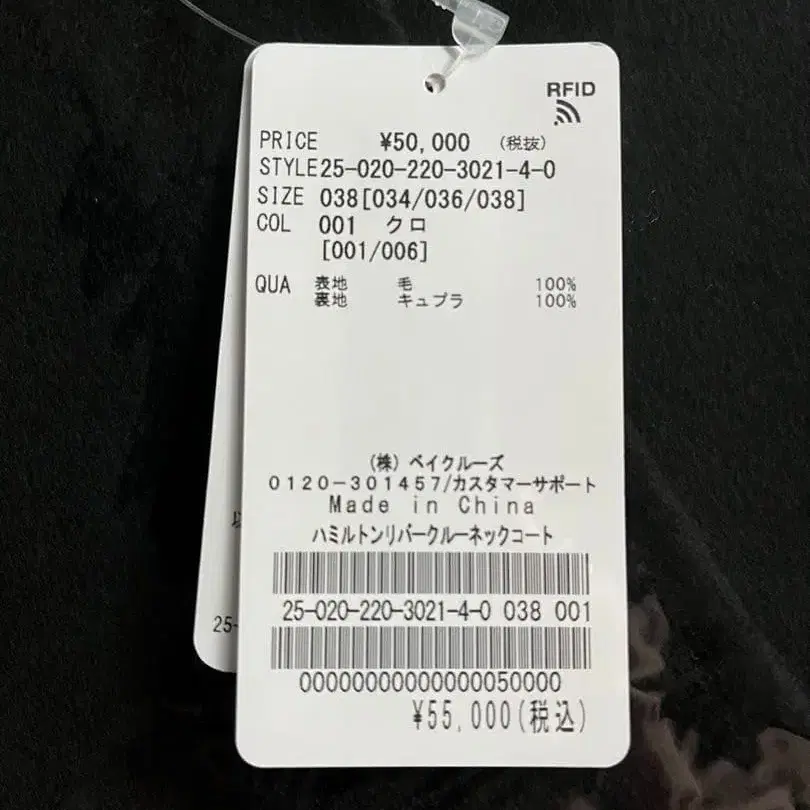 RFID
PRICE ¥50,000 (税抜)
STYLE25-020-220-3021-4-0
SIZE 038[034/036/038]
COL 001 クロ
[001/006]
QUA 表地 毛 100%
裏地 キュプラ 100%
(株) ベイクルーズ
0120-301457/カスタマーサポート
Made in China
ハミルトンリバークルーネックコート
25-020-220-3021-4-0 038 001
00000000000000050000
¥55,000(税込)
25-